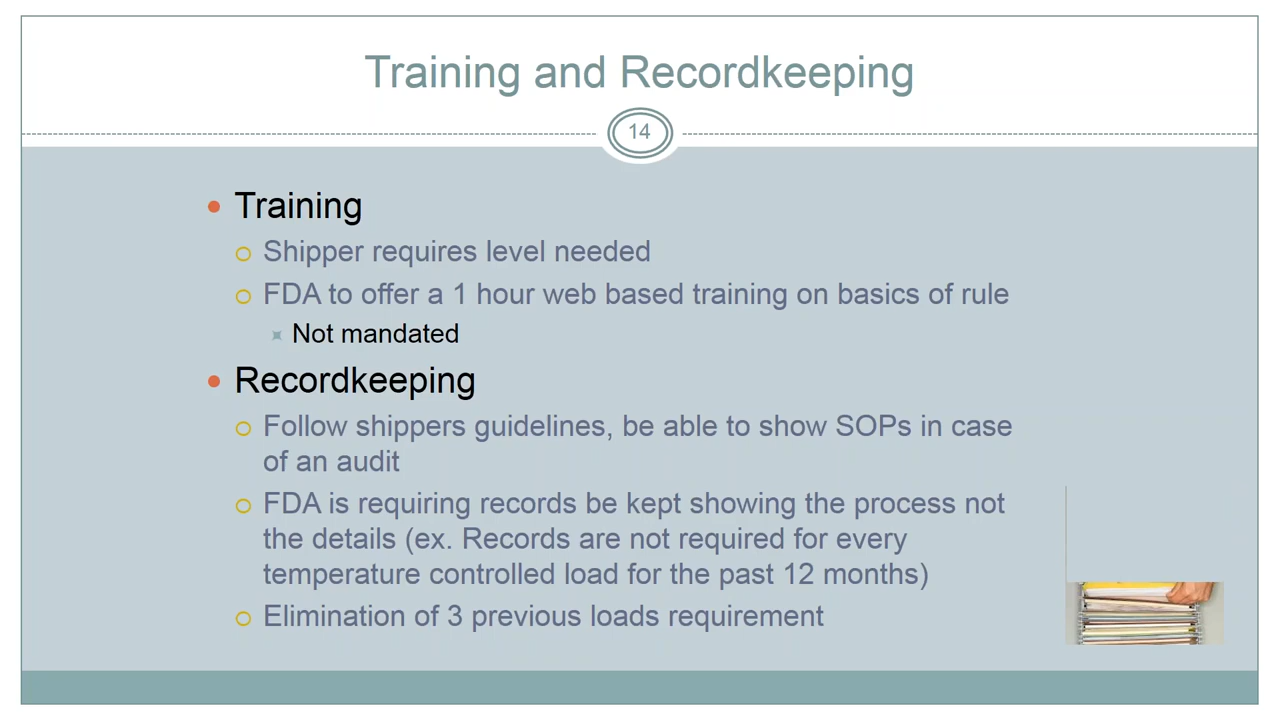 Training and Recordkeeping
14
Training
Shipper requires level needed
FDA to offer a 1 hour web based training on basics of rule
Not mandated
Recordkeeping
Follow shippers guidelines, be able to show SOPs in case
of an audit
FDA is requiring records be kept showing the process not
the details (ex. Records are not required for every
temperature controlled load for the past 12 months)
Elimination of 3 previous loads requirement